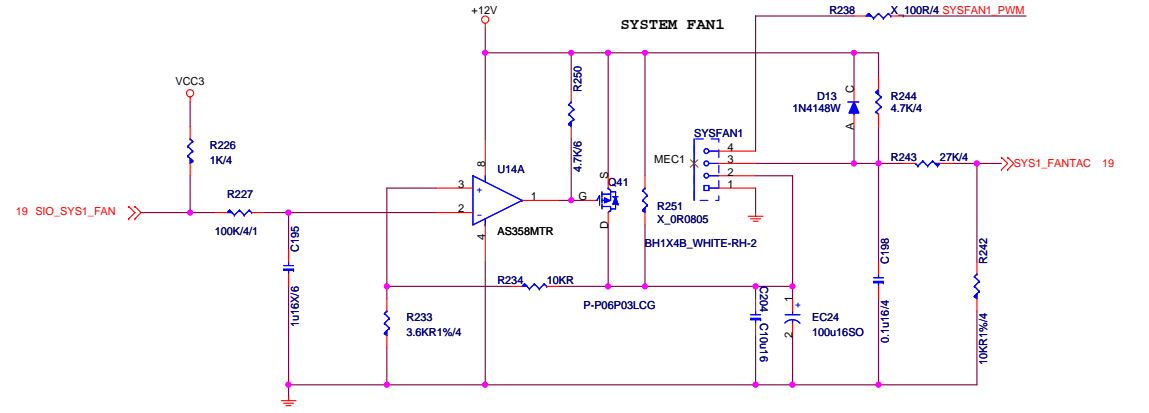 +12V
SYSTEM FAN1
R238
X_100R/4
SYSFAN1_PWM
VCC3
R250
D13
1N4148W
C
A
R244
4.7K/4
R226
1K/4
U14A
4.7K/6
SYSFAN1
MEC1
4
3
2
1
R243
27K/4
SYS1_FANTAC 19
8
3
+
2
-
1
4
AS358MTR
G
S
D
Q41
R251
X_0R0805
BH1X4B_WHITE-RH-2
19 SIO_SYS1_FAN
R227
100K/4/1
C195
1u16X/6
R234
10KR
P-P06P03LCG
R233
3.6KR1%/4
C204
C10u16
1
+
2
EC24
100u16SO
C198
0.1u16/4
R242
10KR1%/4